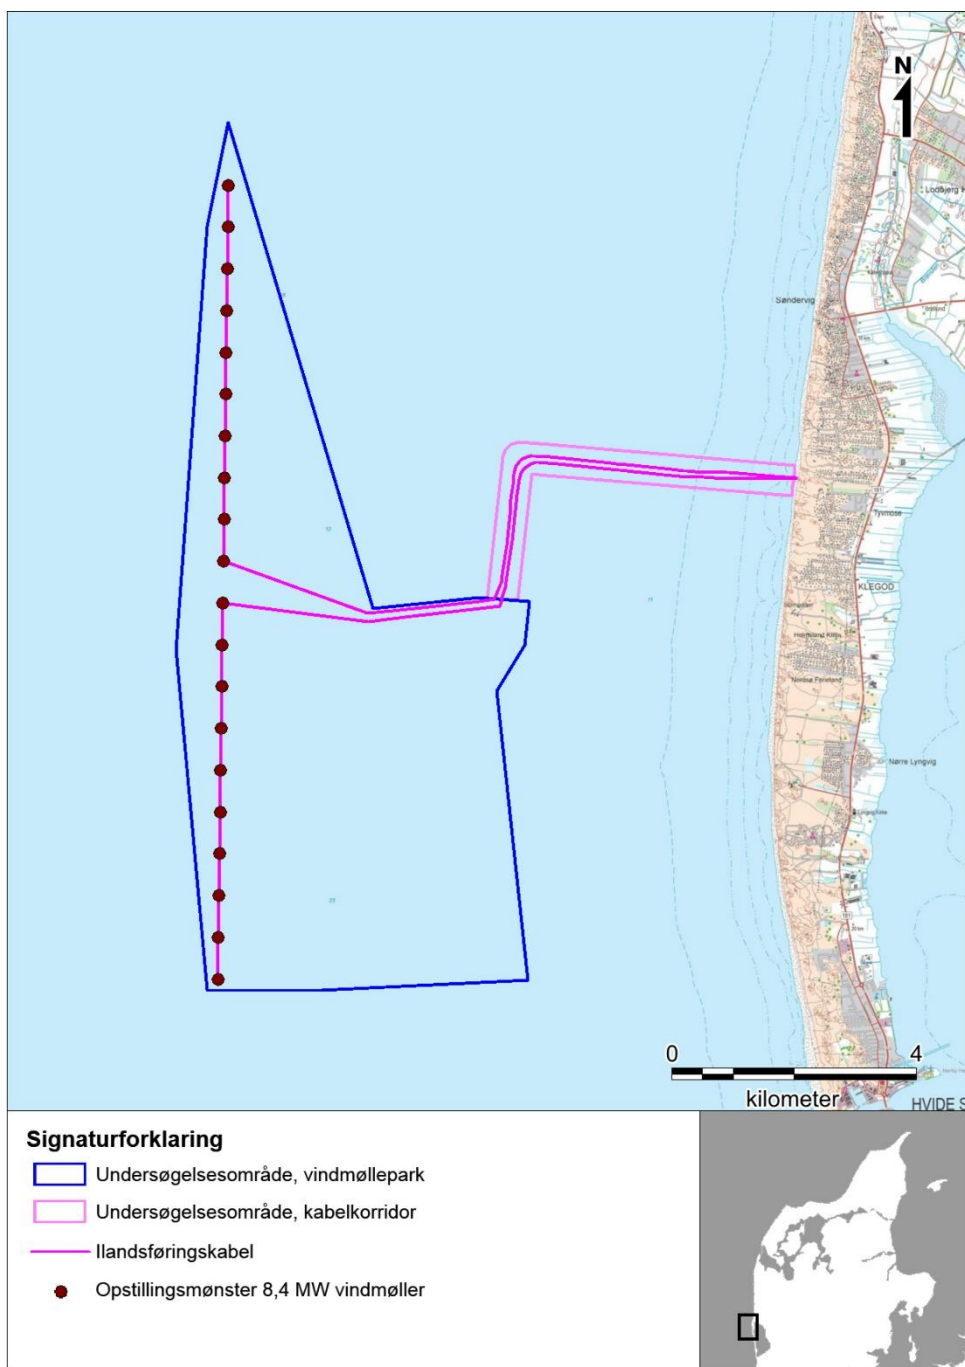 N
Lodbjerg H
Søndervig
Tyvmose
KLEGOD
Nørre Lyngvig
0
4
kilometer
HVIDE S
Signaturforklaring
Undersøgelsesområde, vindmøllepark
Undersøgelsesområde, kabelkorridor
Ilandsføringskabel
Opstillingsmønster 8,4 MW vindmøller